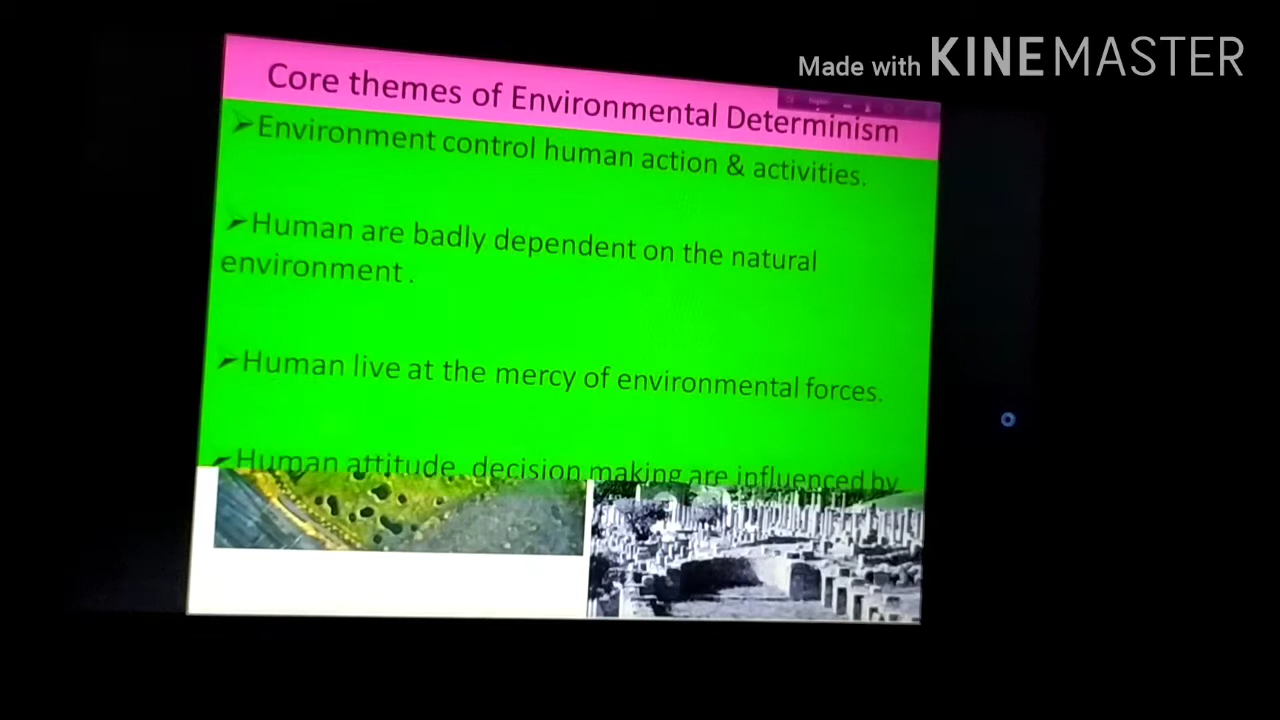 Made with KINEMASTER
Core themes of Environmental Determinism
➢Environment control human action & activities.
➢Human are badly dependent on the natural
environment .
➢Human live at the mercy of environmental forces.
➢Human attitude, decision making are influenced by